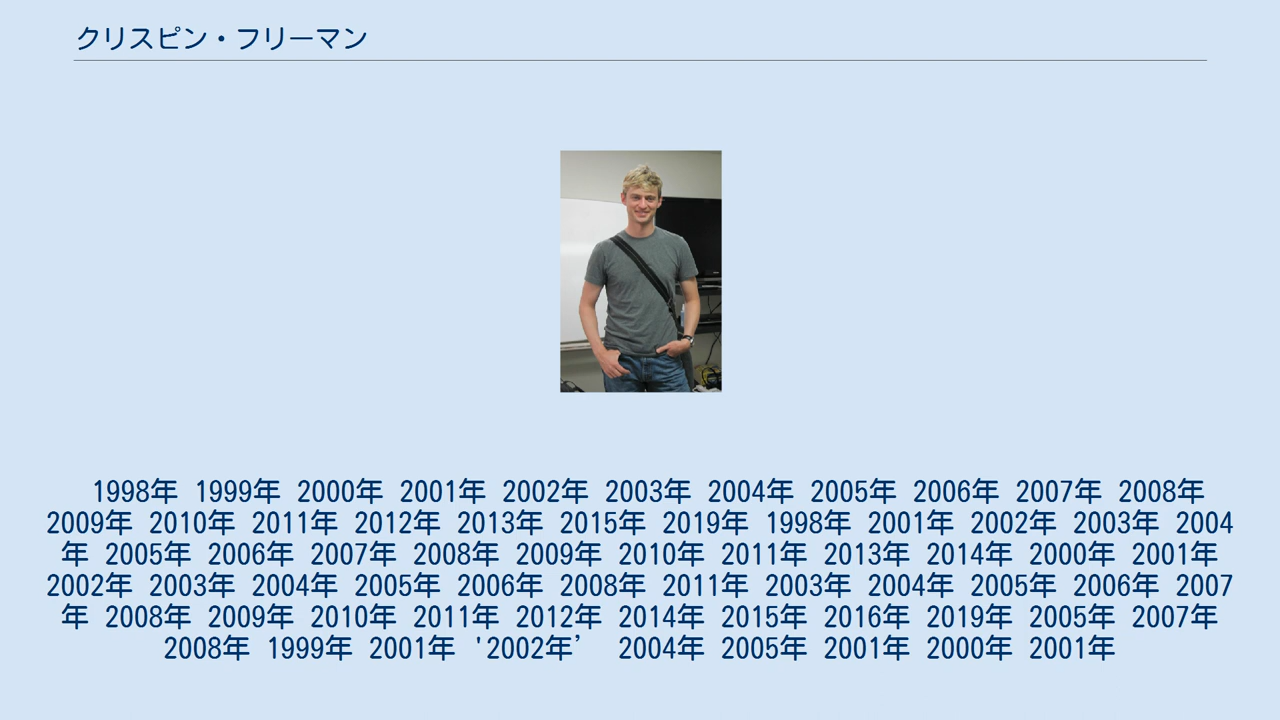 クリスピン・フリーマン
1998年 1999年 2000年 2001年 2002年 2003年 2004年 2005年 2006年 2007年 2008年
2009年 2010年 2011年 2012年 2013年 2015年 2019年 1998年 2001年 2002年 2003年 2004
年 2005年 2006年 2007年 2008年 2009年 2010年 2011年 2013年 2014年 2000年 2001年
2002年 2003年 2004年 2005年 2006年 2008年 2011年 2003年 2004年 2005年 2006年 2007
年 2008年 2009年 2010年 2011年 2012年 2014年 2015年 2016年 2019年 2005年 2007年
2008年 1999年 2001年 '2002年’ 2004年 2005年 2001年 2000年 2001年